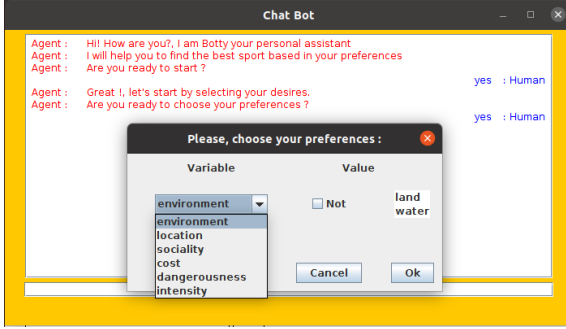 Chat Bot
Agent : Hi! How are you?, I am Botty your personal assistant
Agent : I will help you to find the best sport based in your preferences
Agent : Are you ready to start ?
yes : Human
Agent : Great !, let's start by selecting your desires.
Agent : Are you ready to choose your preferences ?
yes : Human
Please, choose your preferences :
Variable Value
environment Not land
water
environment
location
sociality
cost
dangerousness
intensity
Cancel Ok